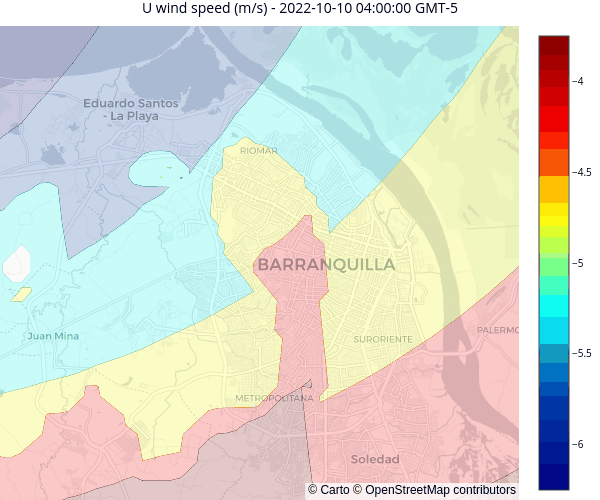 U wind speed (m/s) - 2022-10-10 04:00:00 GMT-5
−4
Eduardo Santos
- La Playa
RIOMAR
−4.5
BARRANQUILLA
−5
Juan Mina
SURORIENTE
PALERMO
−5.5
METROPOLITANA
Soledad
−6
© Carto © OpenStreetMap contributors